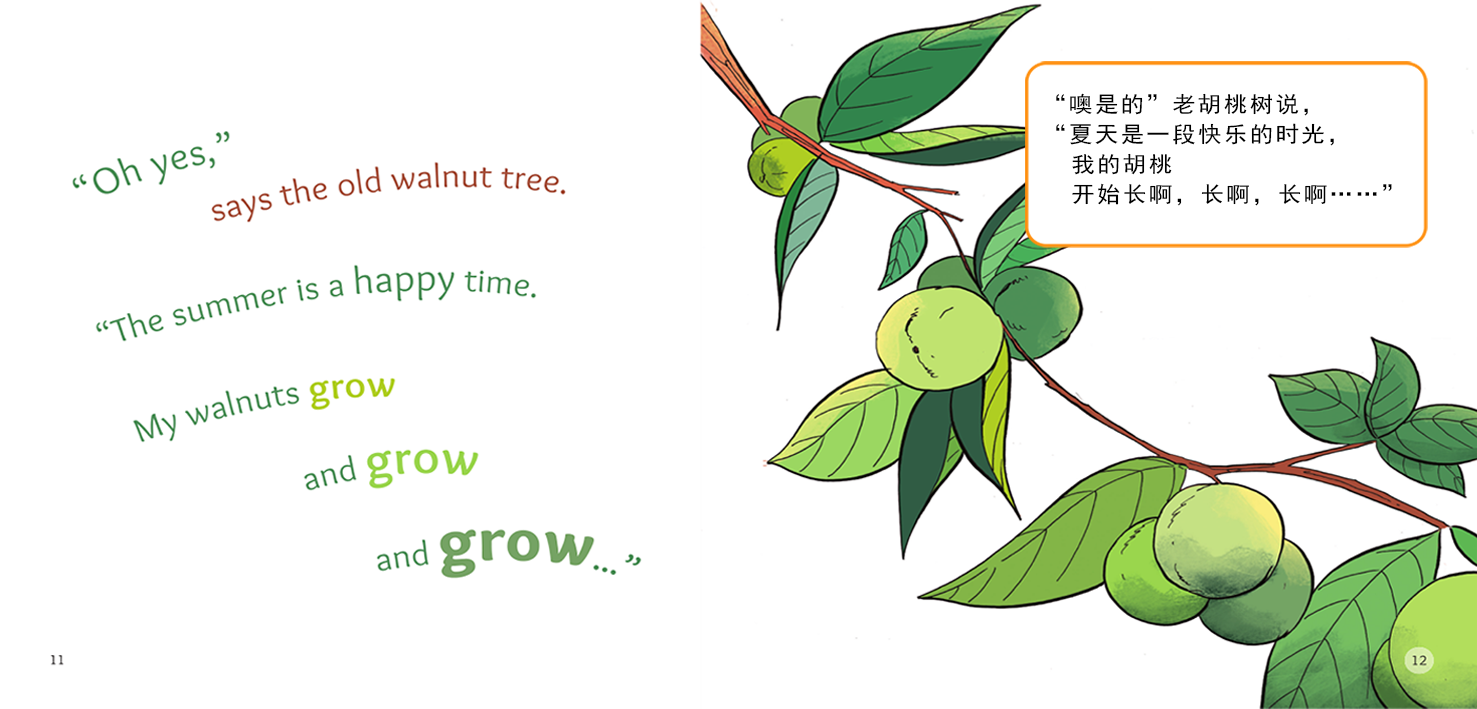 “Oh yes,”
says the old walnut tree.
“The summer is a happy time.
My walnuts grow
and grow
and grow...”
11
“噢是的”老胡桃树说，
“夏天是一段快乐的时光，
我的胡桃
开始长啊，长啊，长啊……”
12